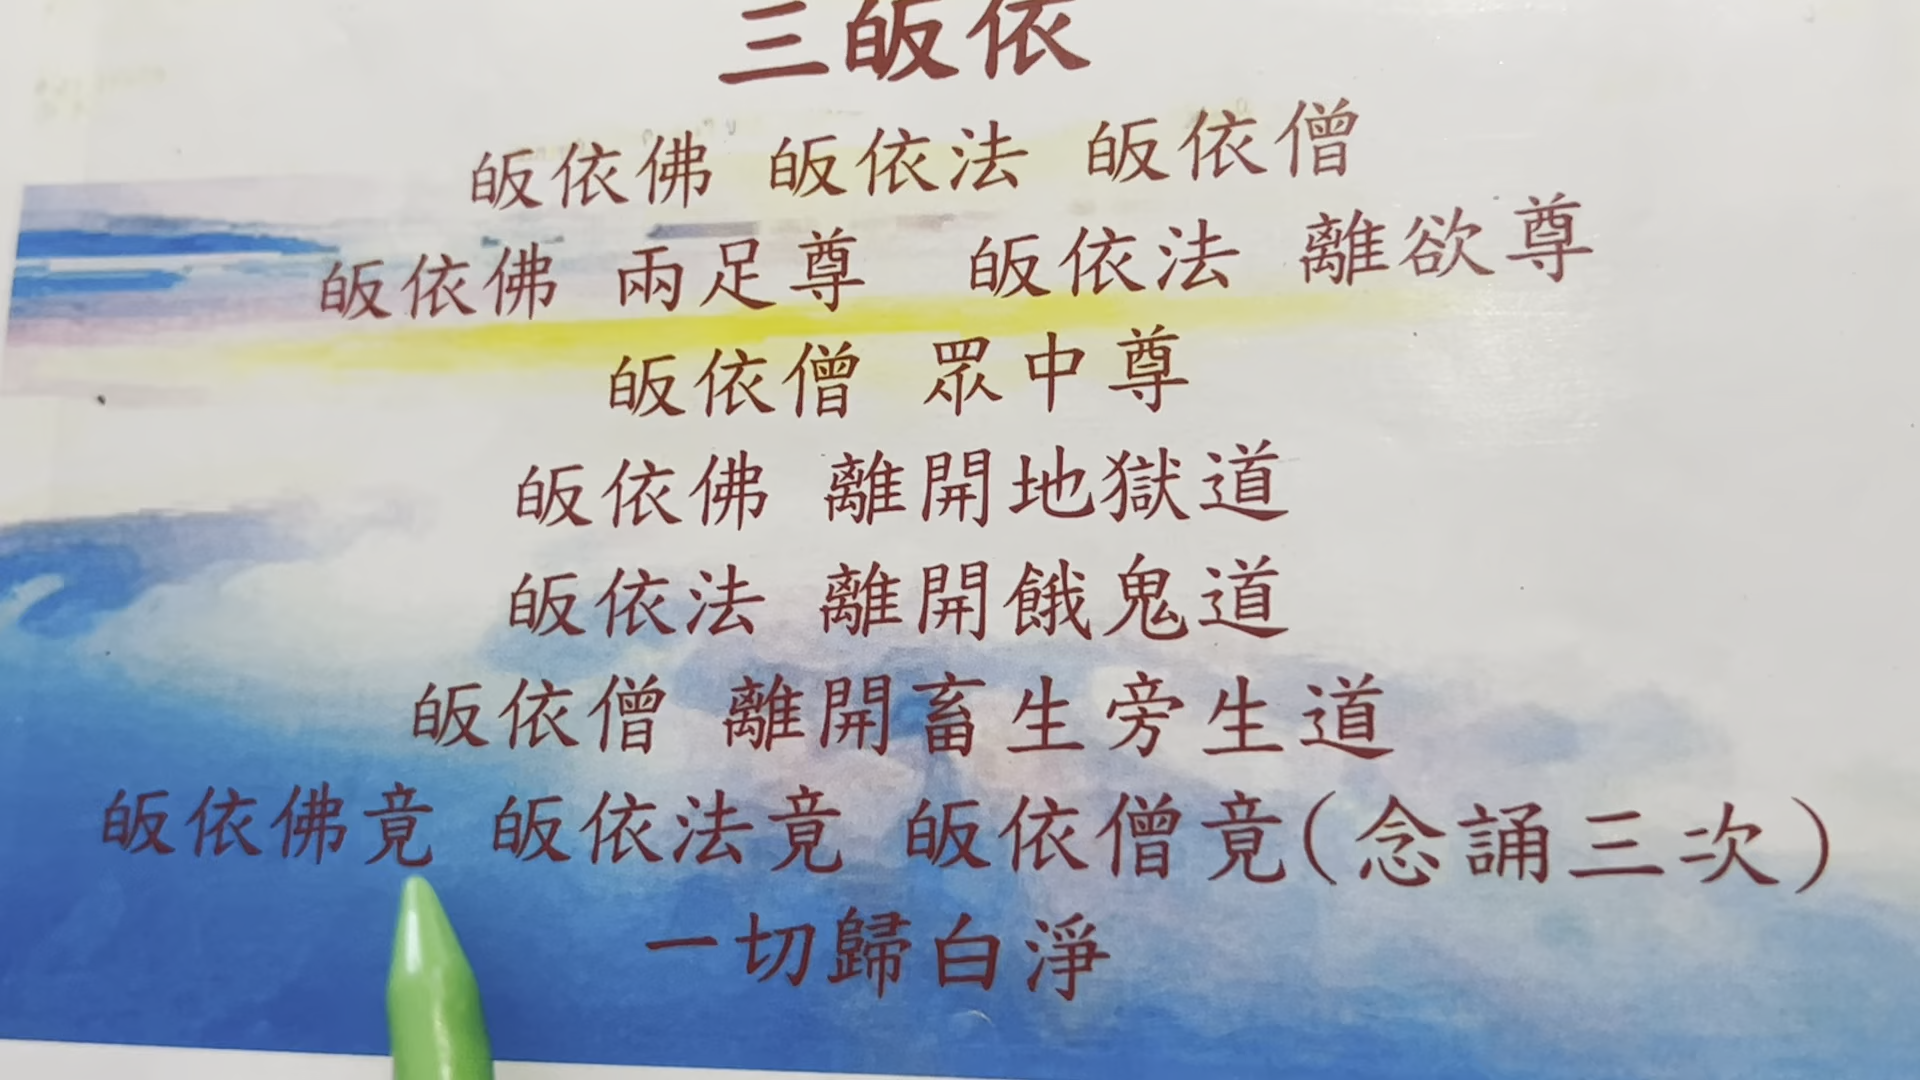 三皈依
皈依佛 皈依法 皈依僧
皈依佛 兩足尊 皈依法 離欲尊
皈依僧 眾中尊
皈依佛 離開地獄道
皈依法 離開餓鬼道
皈依僧 離開畜生旁生道
皈依佛竟 皈依法竟 皈依僧竟(念誦三次)
一切歸白淨